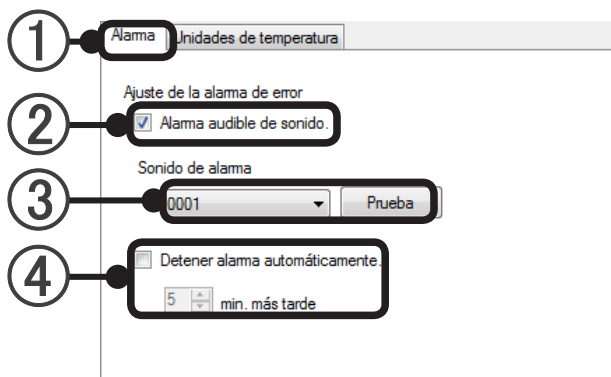 1 Alarma Unidades de temperatura
Ajuste de la alarma de error
2 Alarma audible de sonido.
Sonido de alarma
3 0001 Prueba
4 Detener alarma automáticamente.
5 min. más tarde